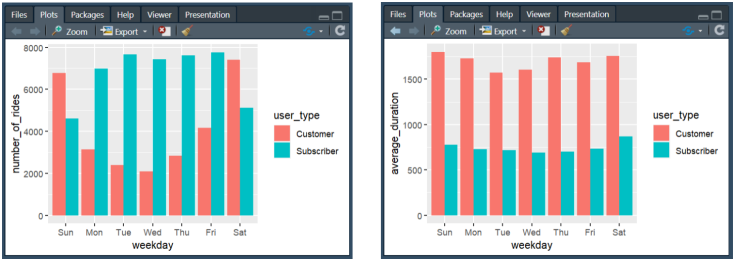 Files Plots Packages Help Viewer Presentation
Zoom Export
8000
6000
4000
2000
0
number_of_rides
Sun Mon Tue Wed Thu Fri Sat
weekday
user_type
Customer
Subscriber
Files Plots Packages Help Viewer Presentation
Zoom Export
1500
1000
500
0
average_duration
Sun Mon Tue Wed Thu Fri Sat
weekday
user_type
Customer
Subscriber